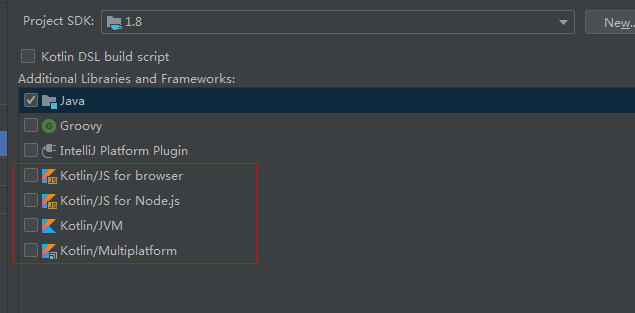 Project SDK: 1.8 New..
Kotlin DSL build script
Additional Libraries and Frameworks:
Java
Groovy
IntelliJ Platform Plugin
Kotlin/JS for browser
Kotlin/JS for Node.js
Kotlin/JVM
Kotlin/Multiplatform